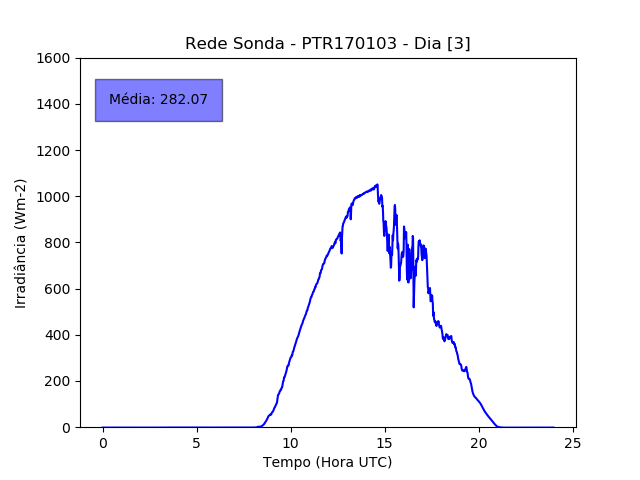 Rede Sonda - PTR170103 - Dia [3]
1600
1400
1200
1000
800
600
400
200
0
Média: 282.07
Irradiância (Wm-2)
0 5 10 15 20 25
Tempo (Hora UTC)